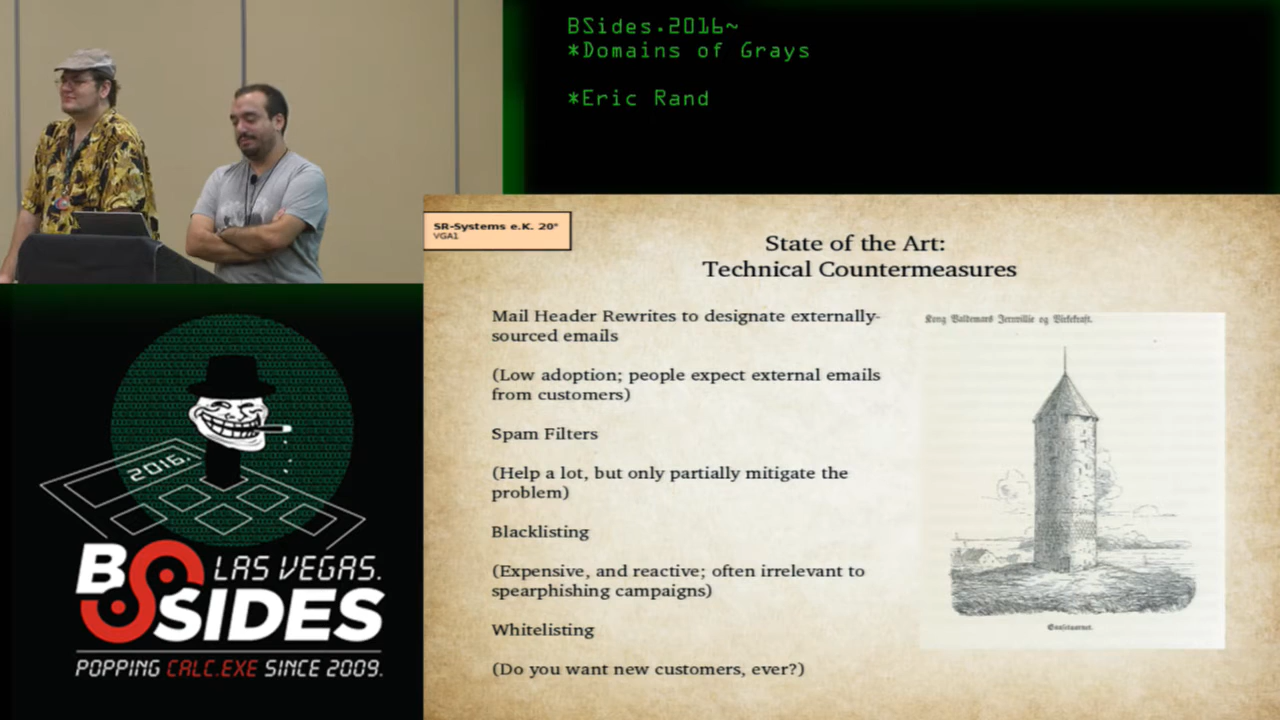 BSides.2016~
*Domains of Grays
*Eric Rand
SR-Systems e.K. 20"
VGA1
State of the Art:
Technical Countermeasures
Mail Header Rewrites to designate externally-
sourced emails
(Low adoption; people expect external emails
from customers)
Spam Filters
(Help a lot, but only partially mitigate the
problem)
Blacklisting
(Expensive, and reactive; often irrelevant to
spearphishing campaigns)
Whitelisting
(Do you want new customers, ever?)
Kong Valdemars
og
2016.
BSIDES
LAS VEGAS.
POPPING CALC.EXE SINCE 2009.